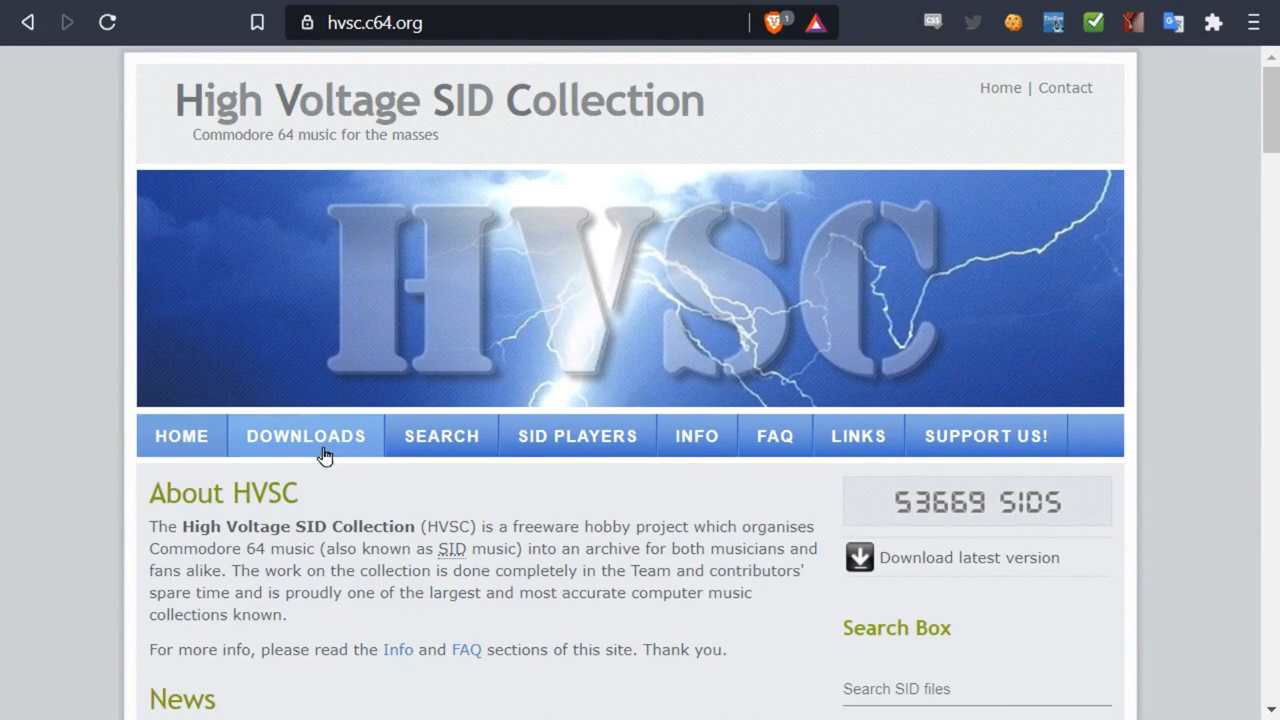 hvsc.c64.org
1
CSS
High Voltage SID Collection
Home | Contact
Commodore 64 music for the masses
HVSC
HOME DOWNLOADS SEARCH SID PLAYERS INFO FAQ LINKS SUPPORT US!
About HVSC
The High Voltage SID Collection (HVSC) is a freeware hobby project which organises
Commodore 64 music (also known as SID music) into an archive for both musicians and
fans alike. The work on the collection is done completely in the Team and contributors'
spare time and is proudly one of the largest and most accurate computer music
collections known.
For more info, please read the Info and FAQ sections of this site. Thank you.
News
53669 SIDS
Download latest version
Search Box
Search SID files